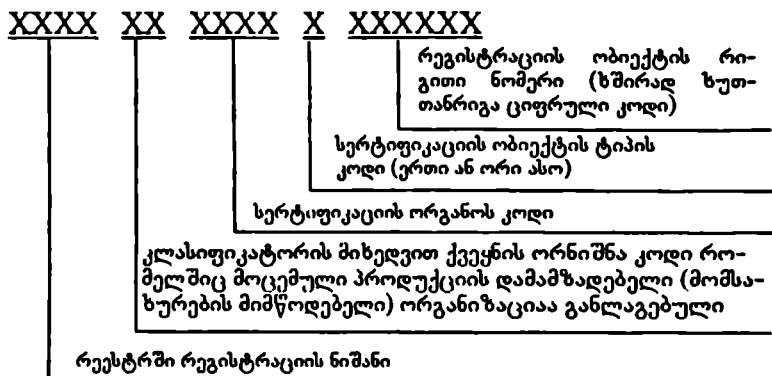 XXXX XX XXXX X XXXXXX
რეგისტრაციის ობიექტის რი-
გითი ნომერი (ხშირად ხუთ-
თანრიგა ციფრული კოდი)
სერტიფიკაციის ობიექტის ტიპის
კოდი (ერთი ან ორი ასო)
სერტიფიკაციის ორგანოს კოდი
კლასიფიკატორის მიხედვით ქვეყნის ორნიშნა კოდი რო-
მელშიც მოცემული პროდუქციის დამამზადებელი (მომსა-
ხურების მიმწოდებელი) ორგანიზაციაა განლაგებული
რეესტრში რეგისტრაციის ნიშანი